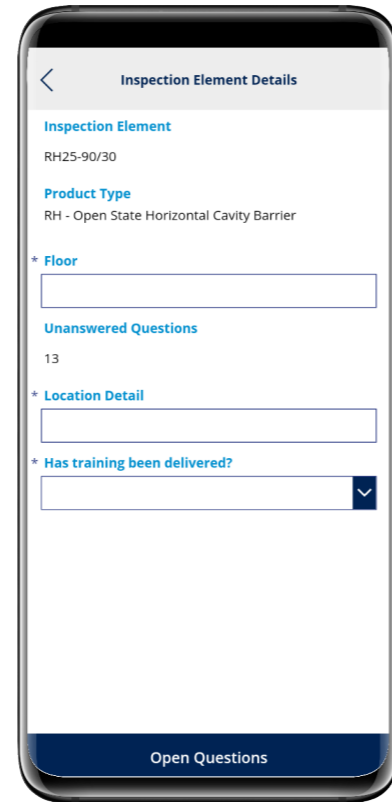 Inspection Element Details
Inspection Element
RH25-90/30
Product Type
RH - Open State Horizontal Cavity Barrier
* Floor
Unanswered Questions
13
* Location Detail
* Has training been delivered?
Open Questions